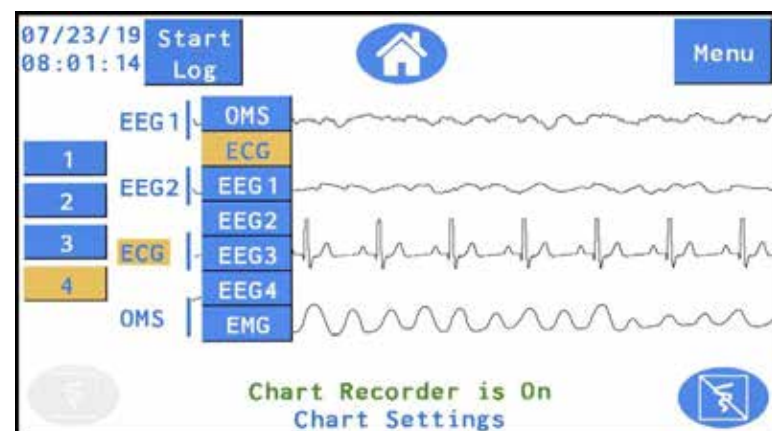 07/23/19
08:01:14
Start
Log
Menu
EEG1
EEG2
ECG
OMS
1
2
3
4
OMS
ECG
EEG1
EEG2
EEG3
EEG4
EMG
Chart Recorder is On
Chart Settings